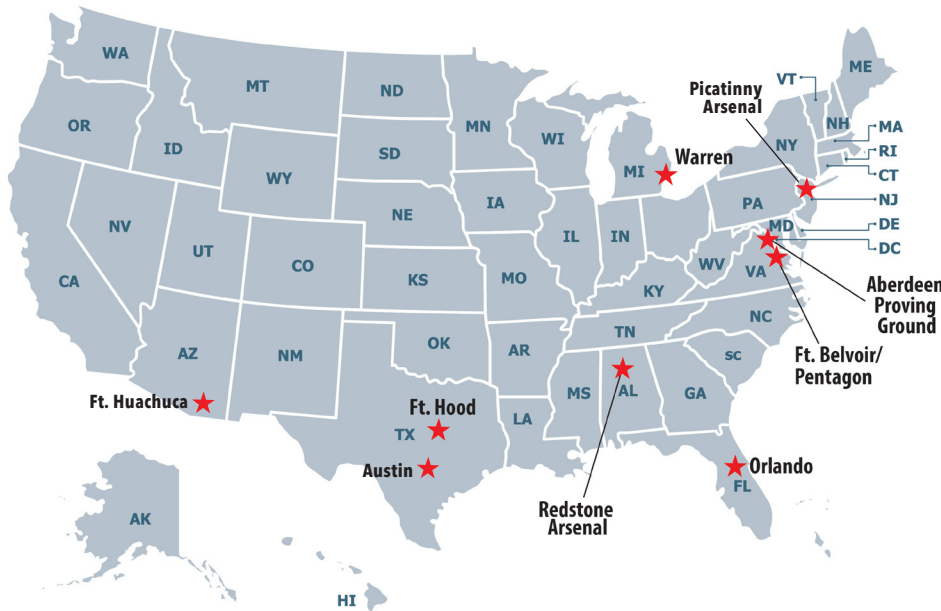 WA
MT
ND
MN
ME
VT
Picatinny
Arsenal
OR
ID
SD
WI
NY
NH
MA
RI
CT
WY
MI
Warren
NJ
NV
UT
NE
IA
PA
DE
CA
CO
KS
MO
IL
IN
WV
VA
MD
DC
KY
Aberdeen
Proving
Ground
AZ
NM
OK
AR
TN
NC
SC
Ft. Belvoir/
Pentagon
Ft. Huachuca
Ft. Hood
TX
LA
MS
AL
GA
Austin
Orlando
FL
Redstone
Arsenal
AK
HI